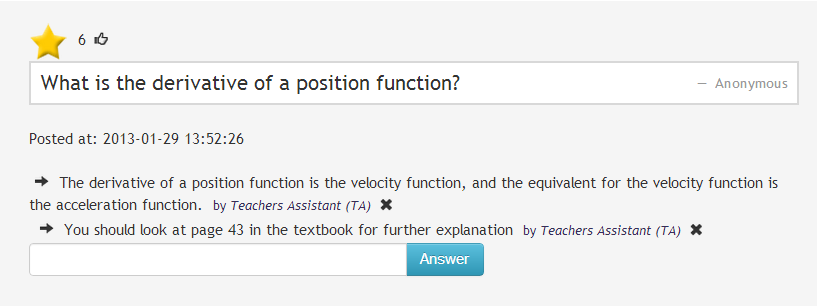 6
What is the derivative of a position function?
— Anonymous
Posted at: 2013-01-29 13:52:26
The derivative of a position function is the velocity function, and the equivalent for the velocity function is
the acceleration function. by Teachers Assistant (TA)
You should look at page 43 in the textbook for further explanation by Teachers Assistant (TA)
Answer